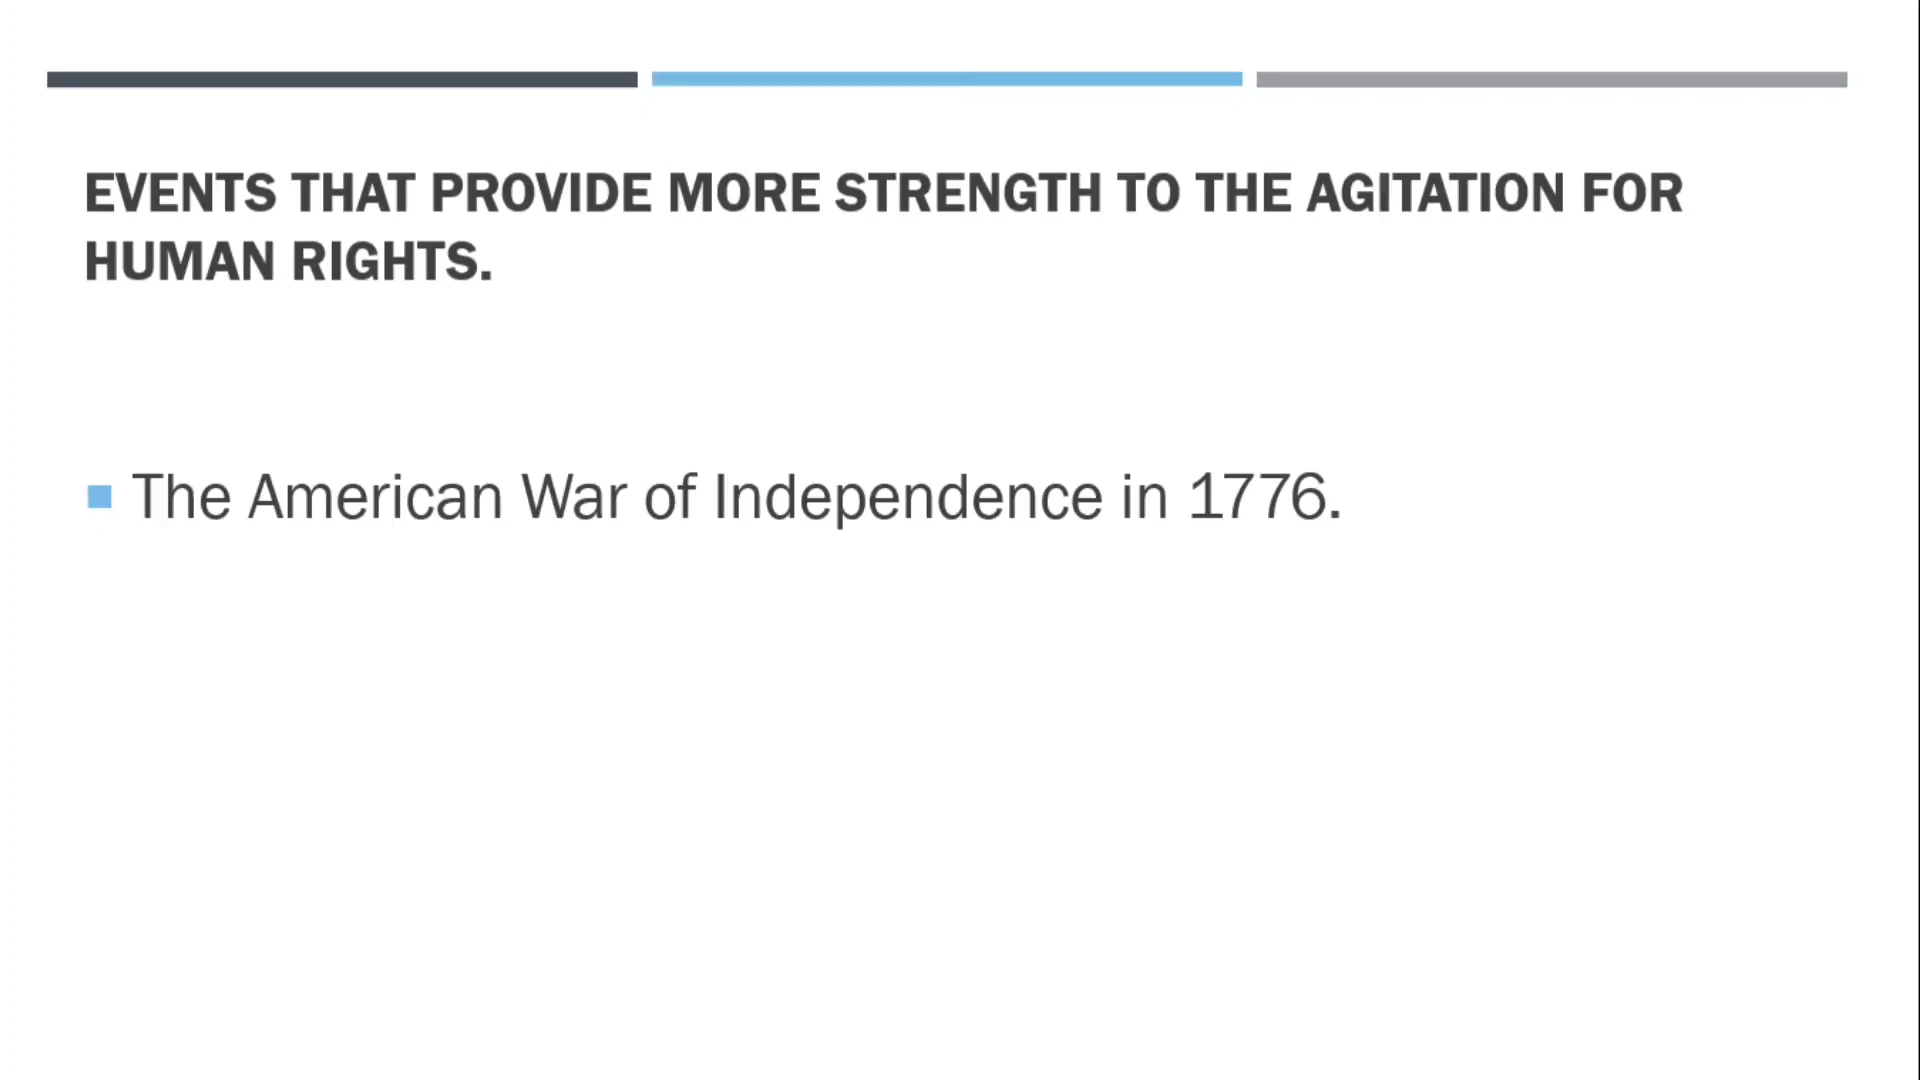 EVENTS THAT PROVIDE MORE STRENGTH TO THE AGITATION FOR
HUMAN RIGHTS.
The American War of Independence in 1776.